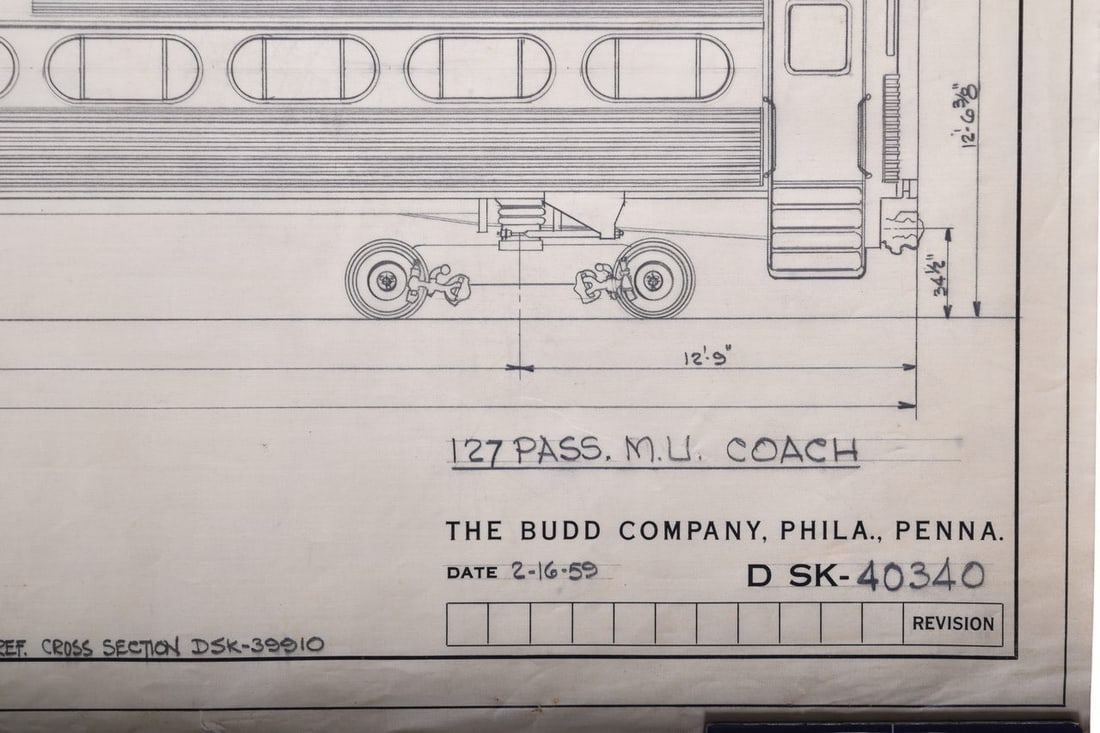 12'-6 3/8"
34 1/2"
12'-9"
127 PASS. M.U. COACH
THE BUDD COMPANY, PHILA., PENNA.
DATE 2-16-59
D SK-40340
REVISION
REF. CROSS SECTION DSK-39910